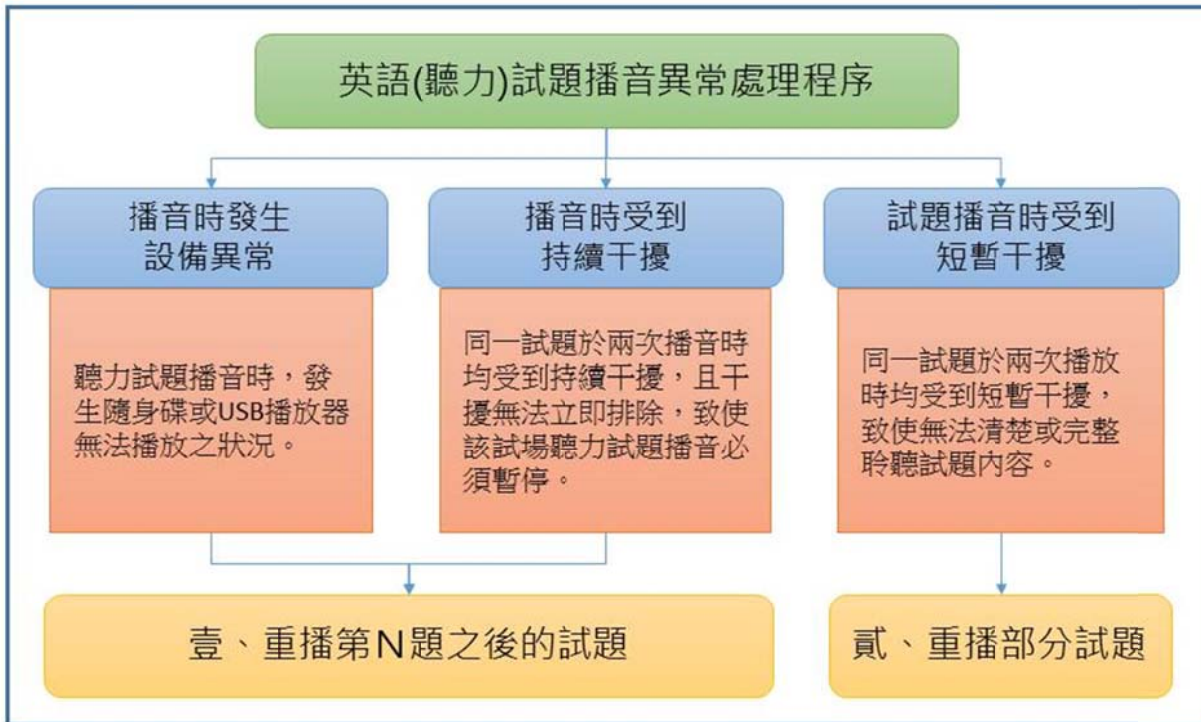 英語(聽力)試題播音異常處理程序
播音時發生
設備異常
聽力試題播音時，發
生隨身碟或USB播放器
無法播放之狀況。
播音時受到
持續干擾
同一試題於兩次播音時
均受到持續干擾，且干
擾無法立即排除，致使
該試場聽力試題播音必
須暫停。
試題播音時受到
短暫干擾
同一試題於兩次播放
時均受到短暫干擾，
致使無法清楚或完整
聆聽試題內容。
壹、重播第N題之後的試題
貳、重播部分試題